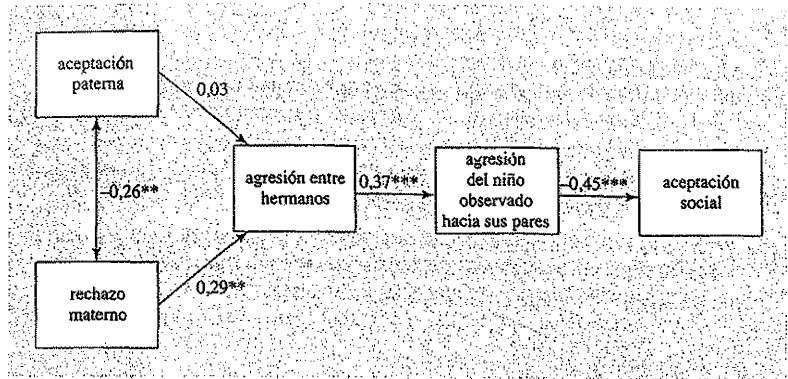 aceptación
paterna
0,03
–0,26**
agresión entre
hermanos
0,37***
agresión
del niño
observado
hacia sus pares
–0,45***
aceptación
social
rechazo
materno
0,29**